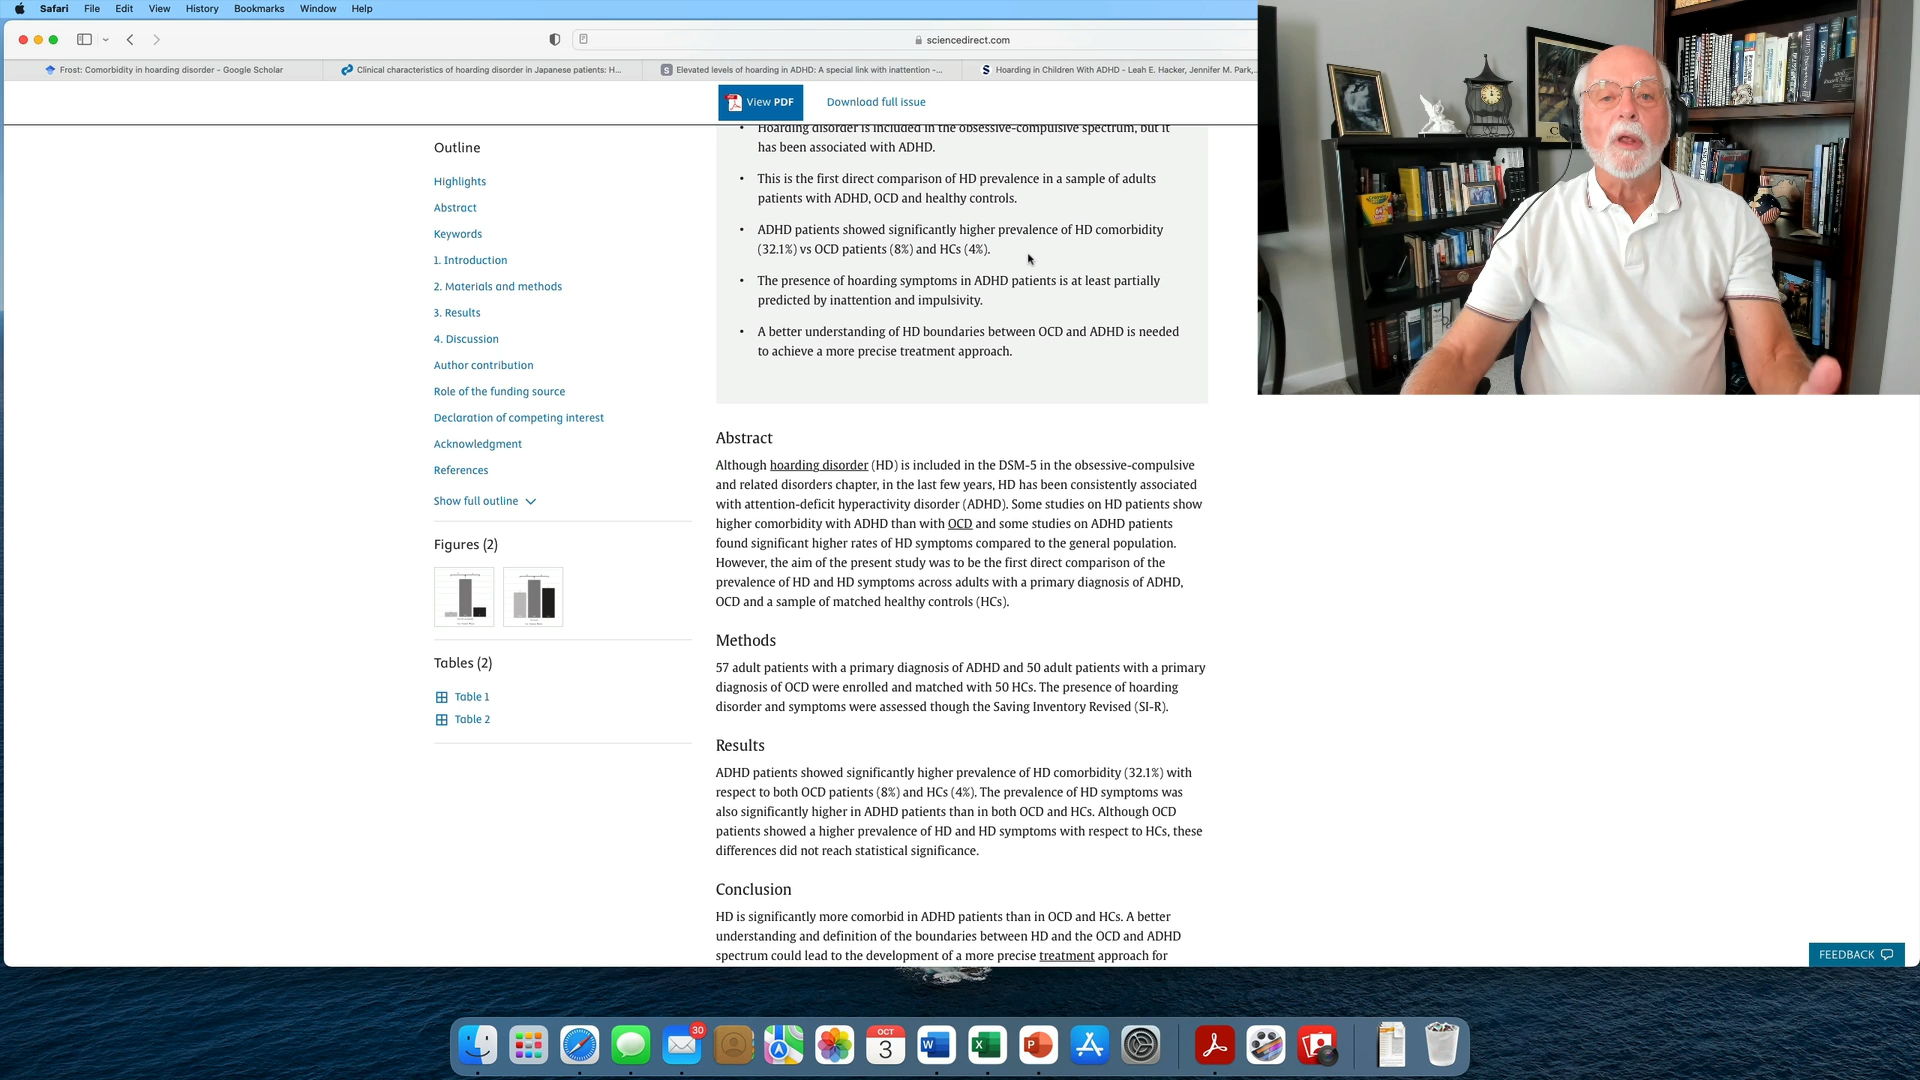 Safari File Edit View History Bookmarks Window Help
sciencedirect.com
Frost: Comorbidity in hoarding disorder - Google Scholar
Clinical characteristics of hoarding disorder in Japanese patients: H...
Elevated levels of hoarding in ADHD: A special link with inattention -...
Hoarding in Children With ADHD - Leah E. Hacker, Jennifer M. Park,...
View PDF
Download full issue
Outline
Highlights
Abstract
Keywords
1. Introduction
2. Materials and methods
3. Results
4. Discussion
Author contribution
Role of the funding source
Declaration of competing interest
Acknowledgment
References
Show full outline
Figures (2)
Tables (2)
Table 1
Table 2
• Hoarding disorder is included in the obsessive-compulsive spectrum, but it
has been associated with ADHD.
• This is the first direct comparison of HD prevalence in a sample of adults
patients with ADHD, OCD and healthy controls.
• ADHD patients showed significantly higher prevalence of HD comorbidity
(32.1%) vs OCD patients (8%) and HCs (4%).
• The presence of hoarding symptoms in ADHD patients is at least partially
predicted by inattention and impulsivity.
• A better understanding of HD boundaries between OCD and ADHD is needed
to achieve a more precise treatment approach.
Abstract
Although hoarding disorder (HD) is included in the DSM-5 in the obsessive-compulsive
and related disorders chapter, in the last few years, HD has been consistently associated
with attention-deficit hyperactivity disorder (ADHD). Some studies on HD patients show
higher comorbidity with ADHD than with OCD and some studies on ADHD patients
found significant higher rates of HD symptoms compared to the general population.
However, the aim of the present study was to be the first direct comparison of the
prevalence of HD and HD symptoms across adults with a primary diagnosis of ADHD,
OCD and a sample of matched healthy controls (HCs).
Methods
57 adult patients with a primary diagnosis of ADHD and 50 adult patients with a primary
diagnosis of OCD were enrolled and matched with 50 HCs. The presence of hoarding
disorder and symptoms were assessed though the Saving Inventory Revised (SI-R).
Results
ADHD patients showed significantly higher prevalence of HD comorbidity (32.1%) with
respect to both OCD patients (8%) and HCs (4%). The prevalence of HD symptoms was
also significantly higher in ADHD patients than in both OCD and HCs. Although OCD
patients showed a higher prevalence of HD and HD symptoms with respect to HCs, these
differences did not reach statistical significance.
Conclusion
HD is significantly more comorbid in ADHD patients than in OCD and HCs. A better
understanding and definition of the boundaries between HD and the OCD and ADHD
spectrum could lead to the development of a more precise treatment approach for
FEEDBACK
30
OCT
3
W
X
P